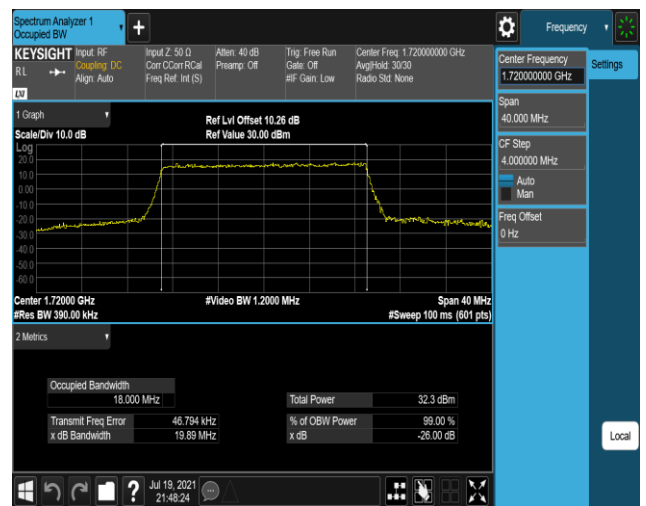 Spectrum Analyzer 1
Occupied BW
+
Frequency
KEYSIGHT
Input: RF
Input Z: 50 Ω
Atten: 40 dB
Trig: Free Run
Center Freq: 1.720000000 GHz
R L
Coupling: DC
Corr CCorr RCal
Preamp: Off
Gate: Off
Avg|Hold: 30/30
Align: Auto
Freq Ref: Int (S)
#IF Gain: Low
Radio Std: None
LXI
Center Frequency
1.720000000 GHz
Settings
Span
40.000 MHz
CF Step
4.000000 MHz
Auto
Man
Freq Offset
0 Hz
1 Graph
Ref Lvl Offset 10.26 dB
Scale/Div 10.0 dB
Ref Value 30.00 dBm
Log
20.0
10.0
0.00
-10.0
-20.0
-30.0
-40.0
-50.0
-60.0
Center 1.72000 GHz
#Video BW 1.2000 MHz
Span 40 MHz
#Res BW 390.00 kHz
#Sweep 100 ms (601 pts)
2 Metrics
Occupied Bandwidth
18.000 MHz
Total Power
32.3 dBm
Transmit Freq Error
46.794 kHz
% of OBW Power
99.00 %
x dB Bandwidth
19.89 MHz
x dB
-26.00 dB
Local
?
Jul 19, 2021
21:48:24